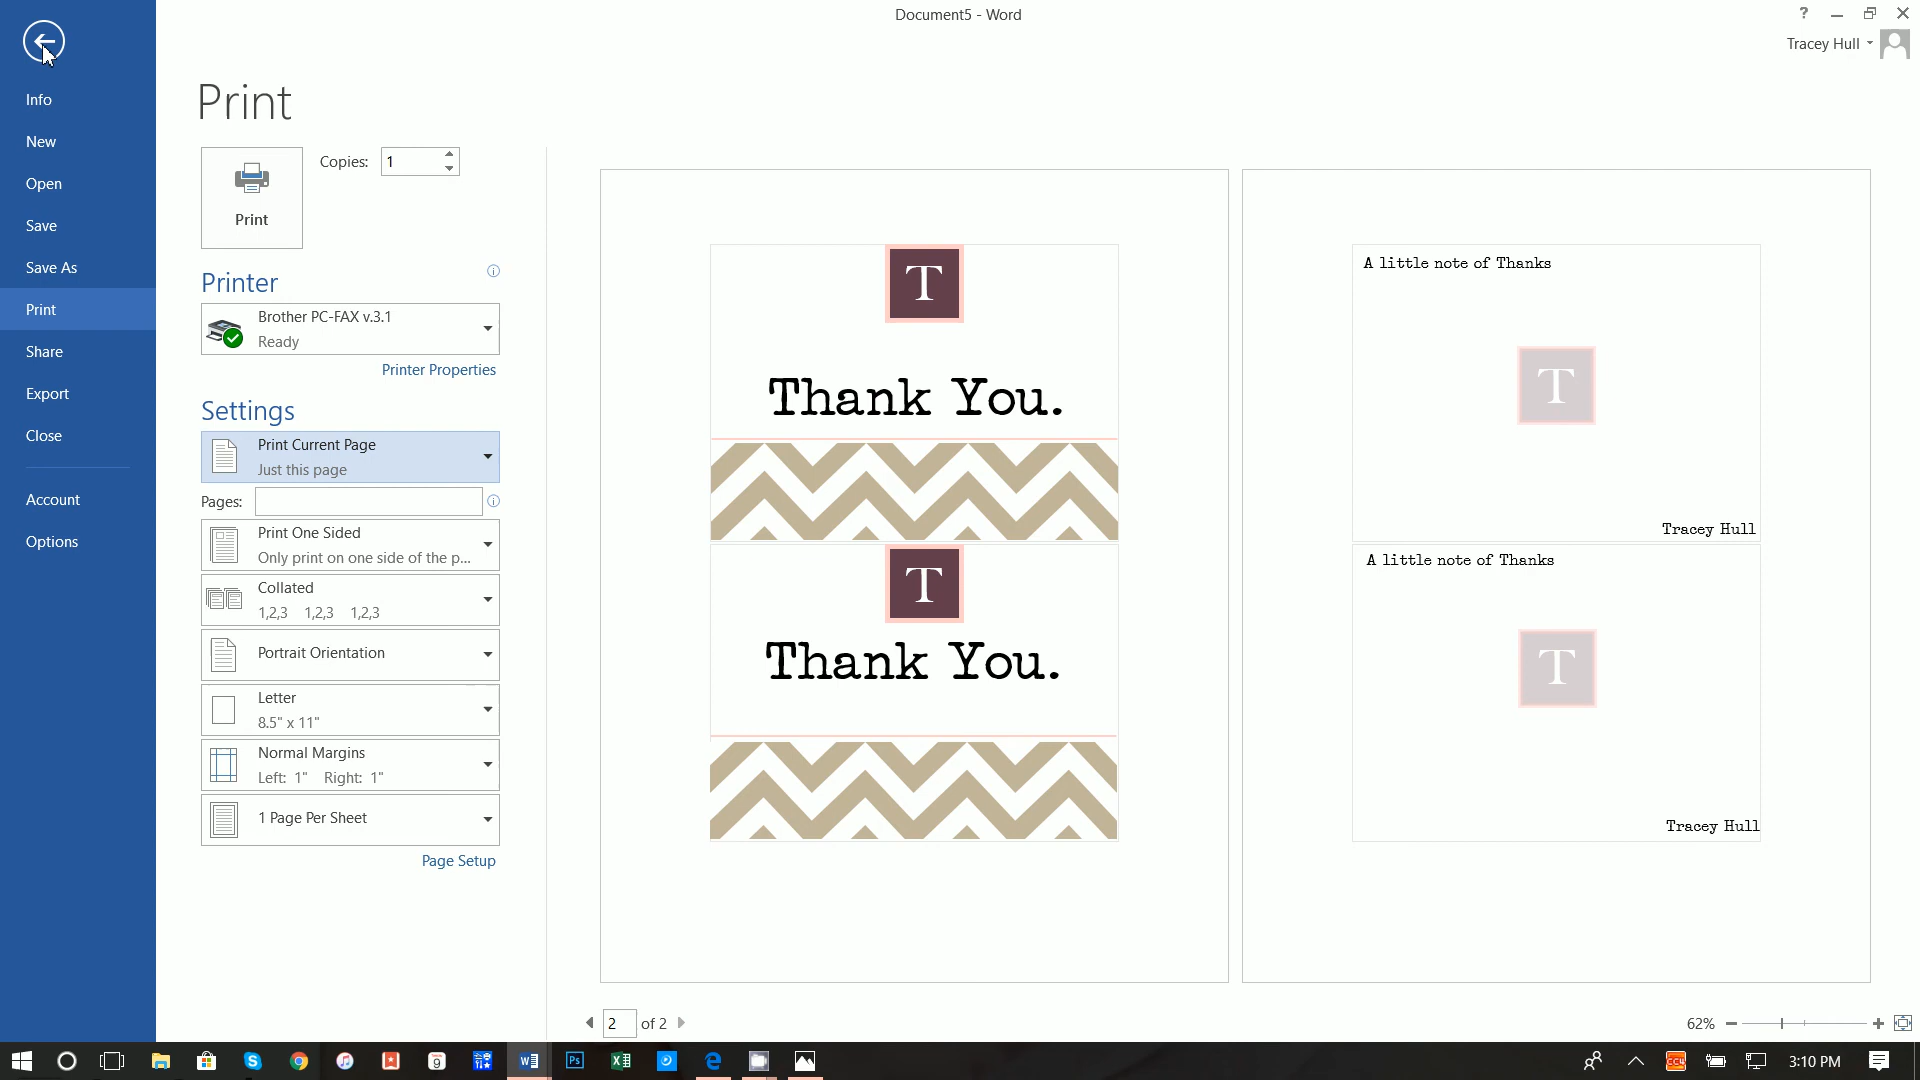 Document5 - Word
?
Tracey Hull
Info
New
Open
Save
Save As
Print
Share
Export
Close
Account
Options
Print
Print
Copies: 1
Printer
Brother PC-FAX v.3.1
Ready
Printer Properties
Settings
Print Current Page
Just this page
Pages:
Print One Sided
Only print on one side of the p...
Collated
1,2,3 1,2,3 1,2,3
Portrait Orientation
Letter
8.5" x 11"
Normal Margins
Left: 1" Right: 1"
1 Page Per Sheet
Page Setup
T
Thank You.
T
Thank You.
A little note of Thanks
T
Tracey Hull
A little note of Thanks
T
Tracey Hull
2 of 2
62%
9
Ps
3:10 PM